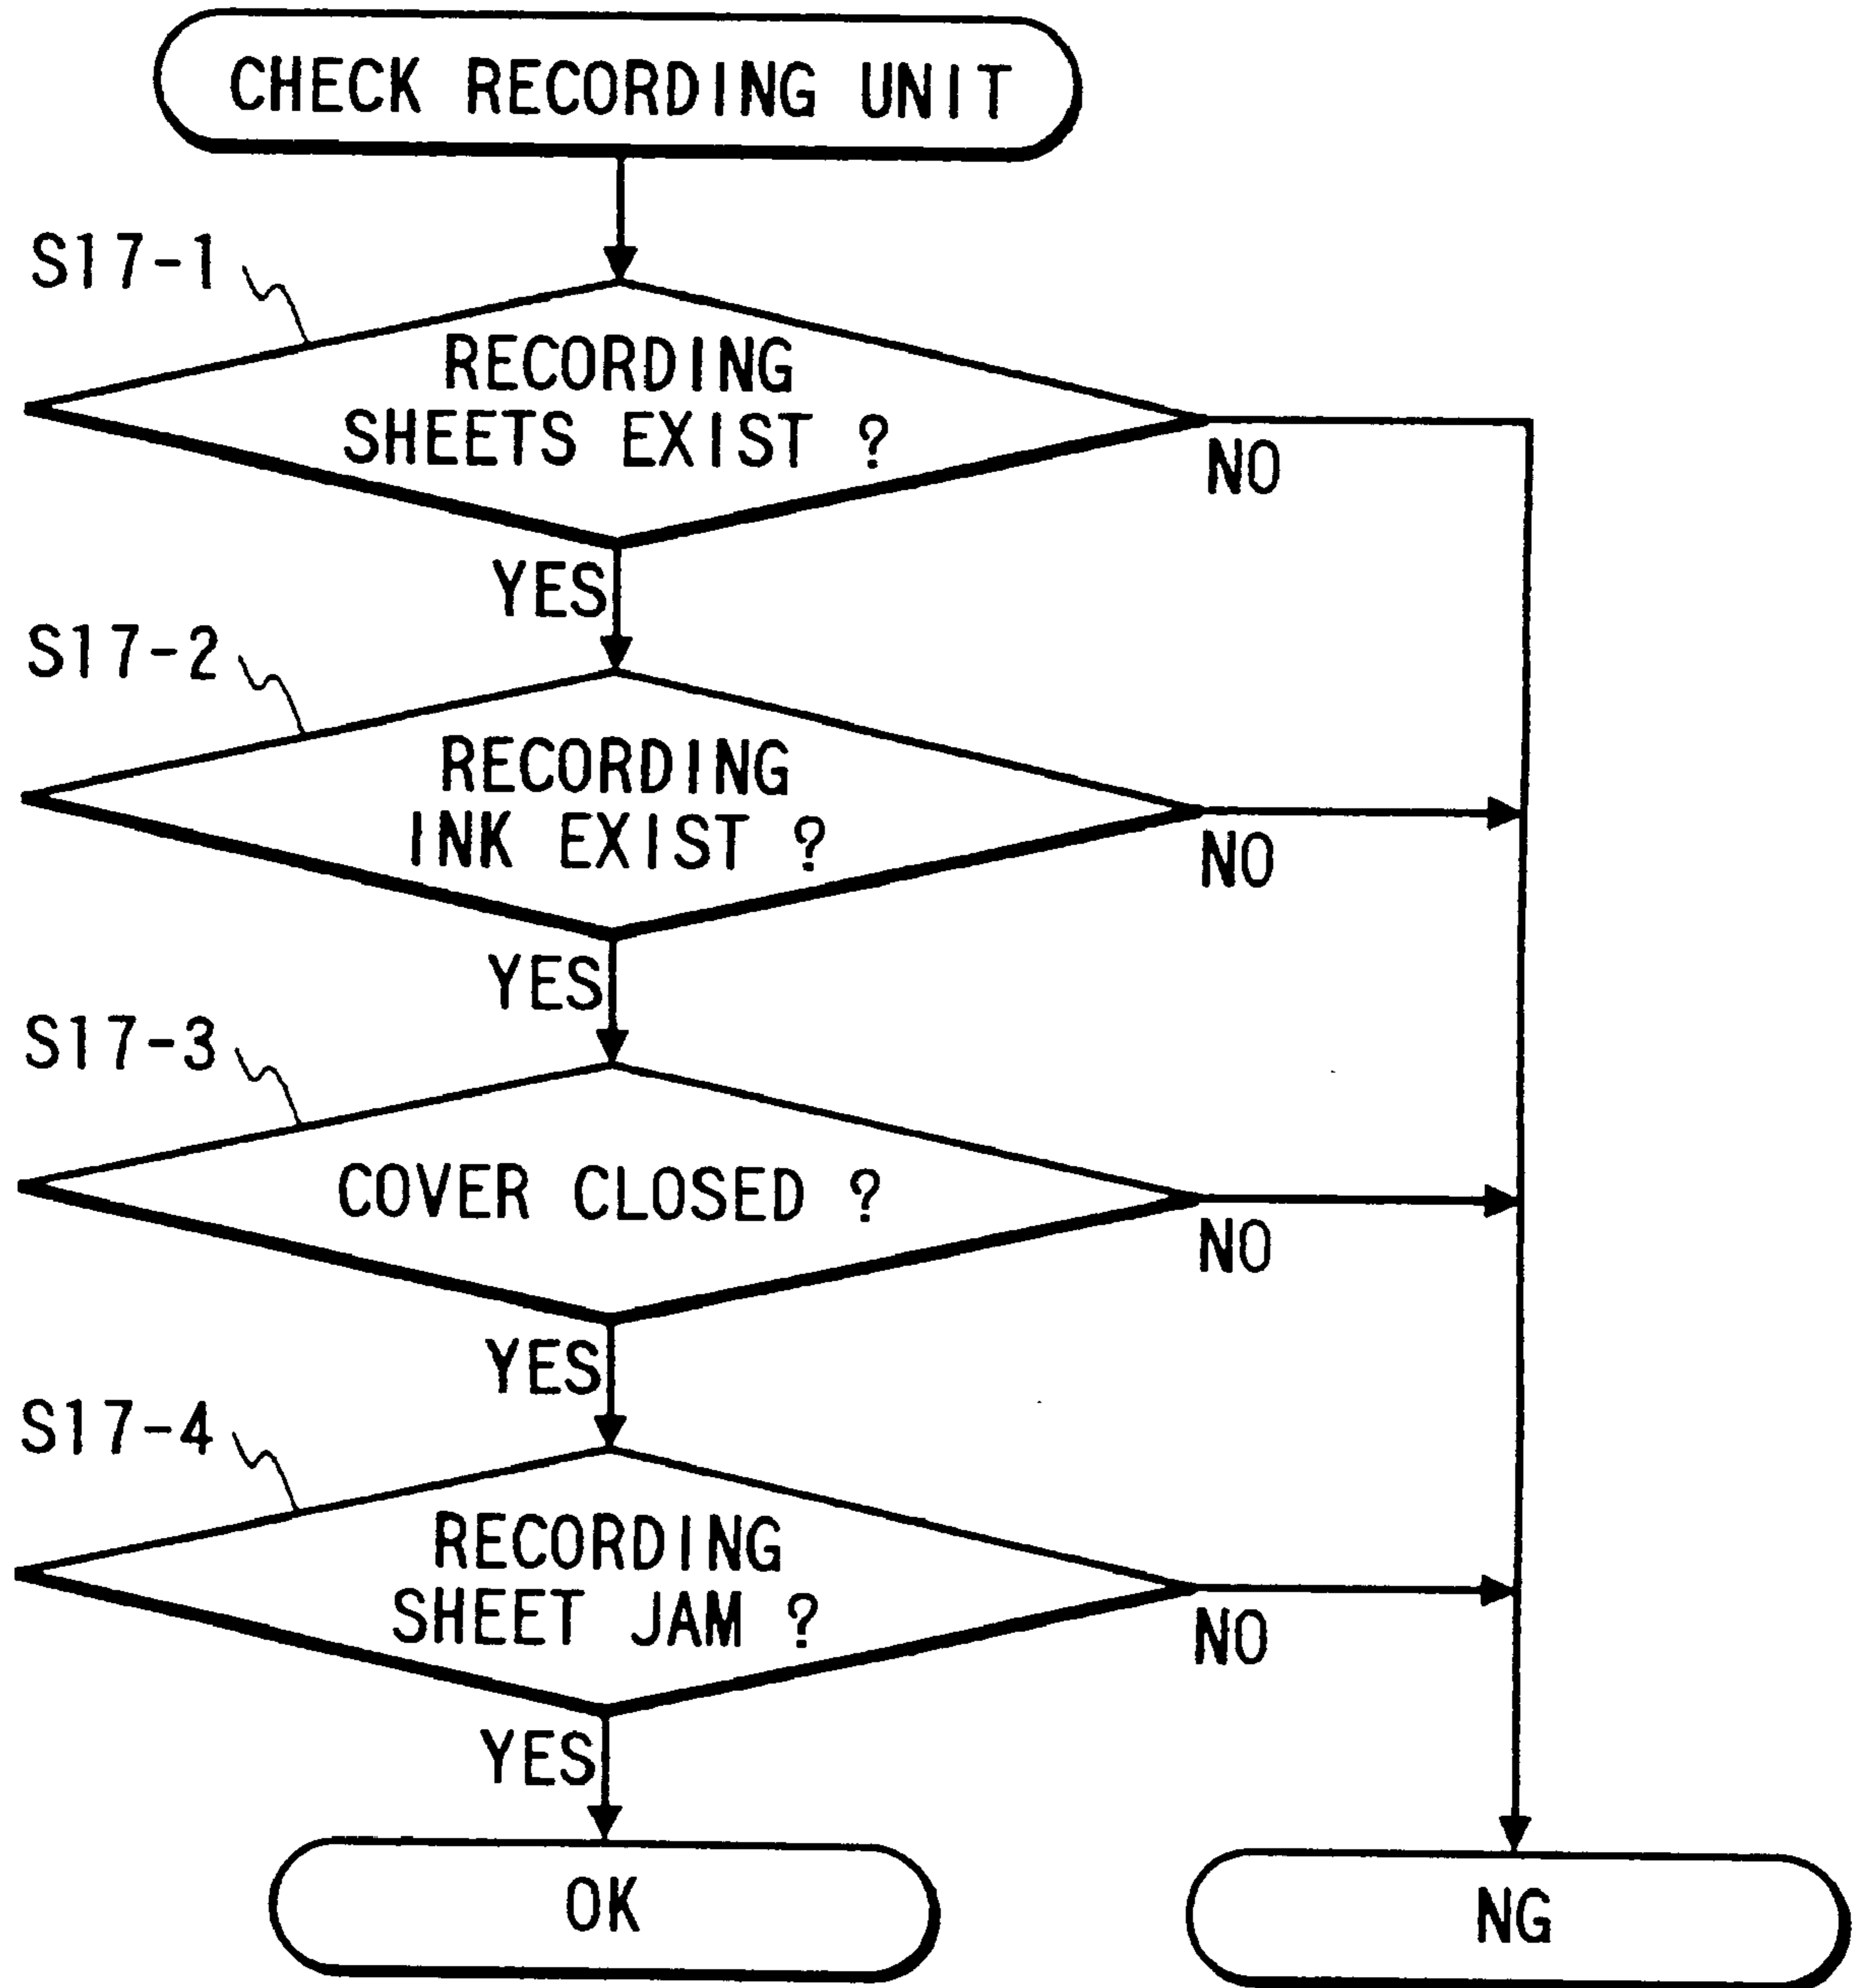 CHECK RECORDING UNIT
S17-1
RECORDING
SHEETS EXIST ?
NO
YES
S17-2
RECORDING
INK EXIST ?
NO
YES
S17-3
COVER CLOSED ?
NO
YES
S17-4
RECORDING
SHEET JAM ?
NO
YES
OK
NG